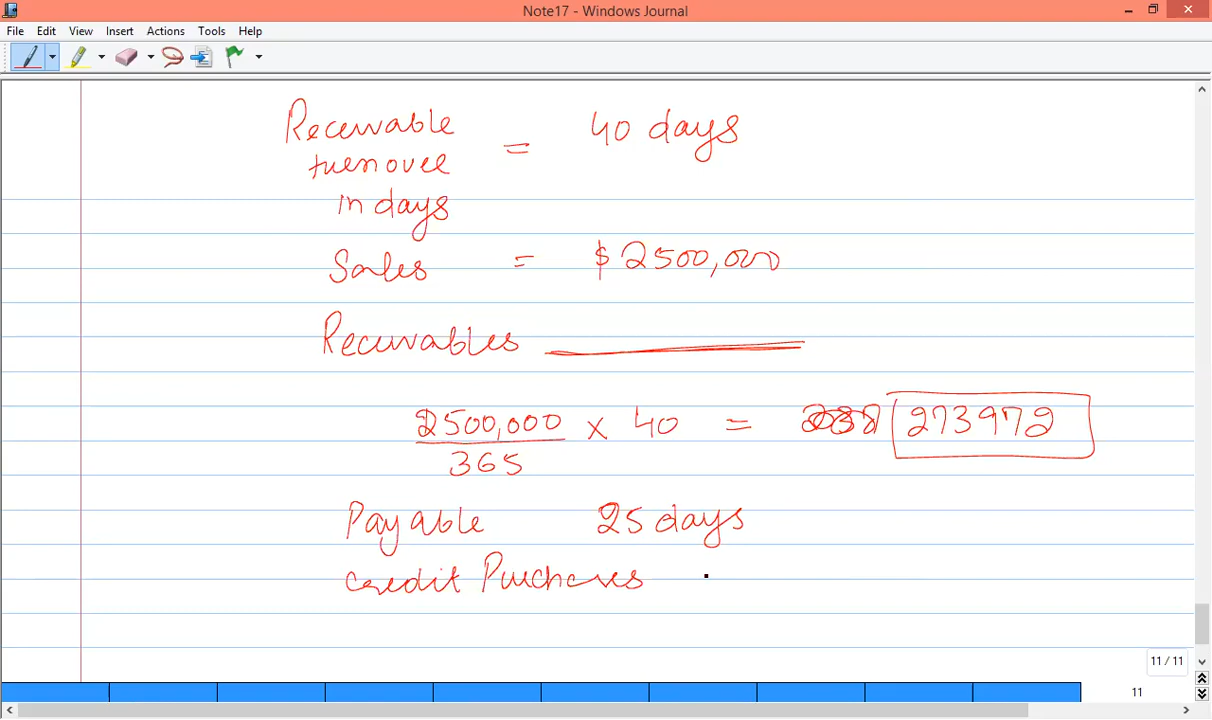 Note17 - Windows Journal
File Edit View Insert Actions Tools Help
Receivable = 40 days
turnover
in days
Sales = $2500,000
Receivables
2500,000 x 40 = 273972
365
Payable 25 days
credit Purchases
11 / 11
11